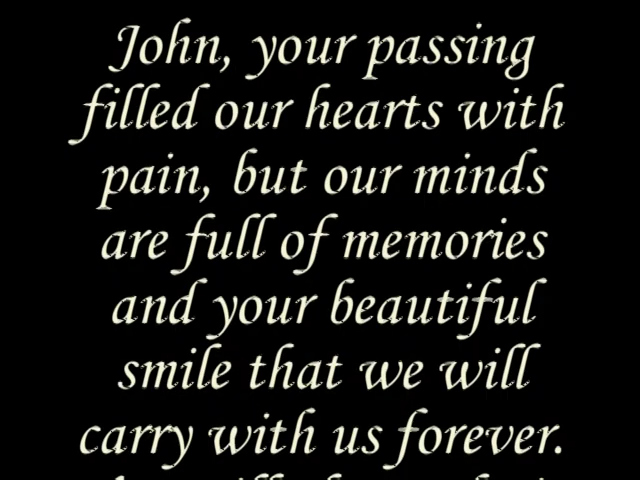 John, your passing
filled our hearts with
pain, but our minds
are full of memories
and your beautiful
smile that we will
carry with us forever.